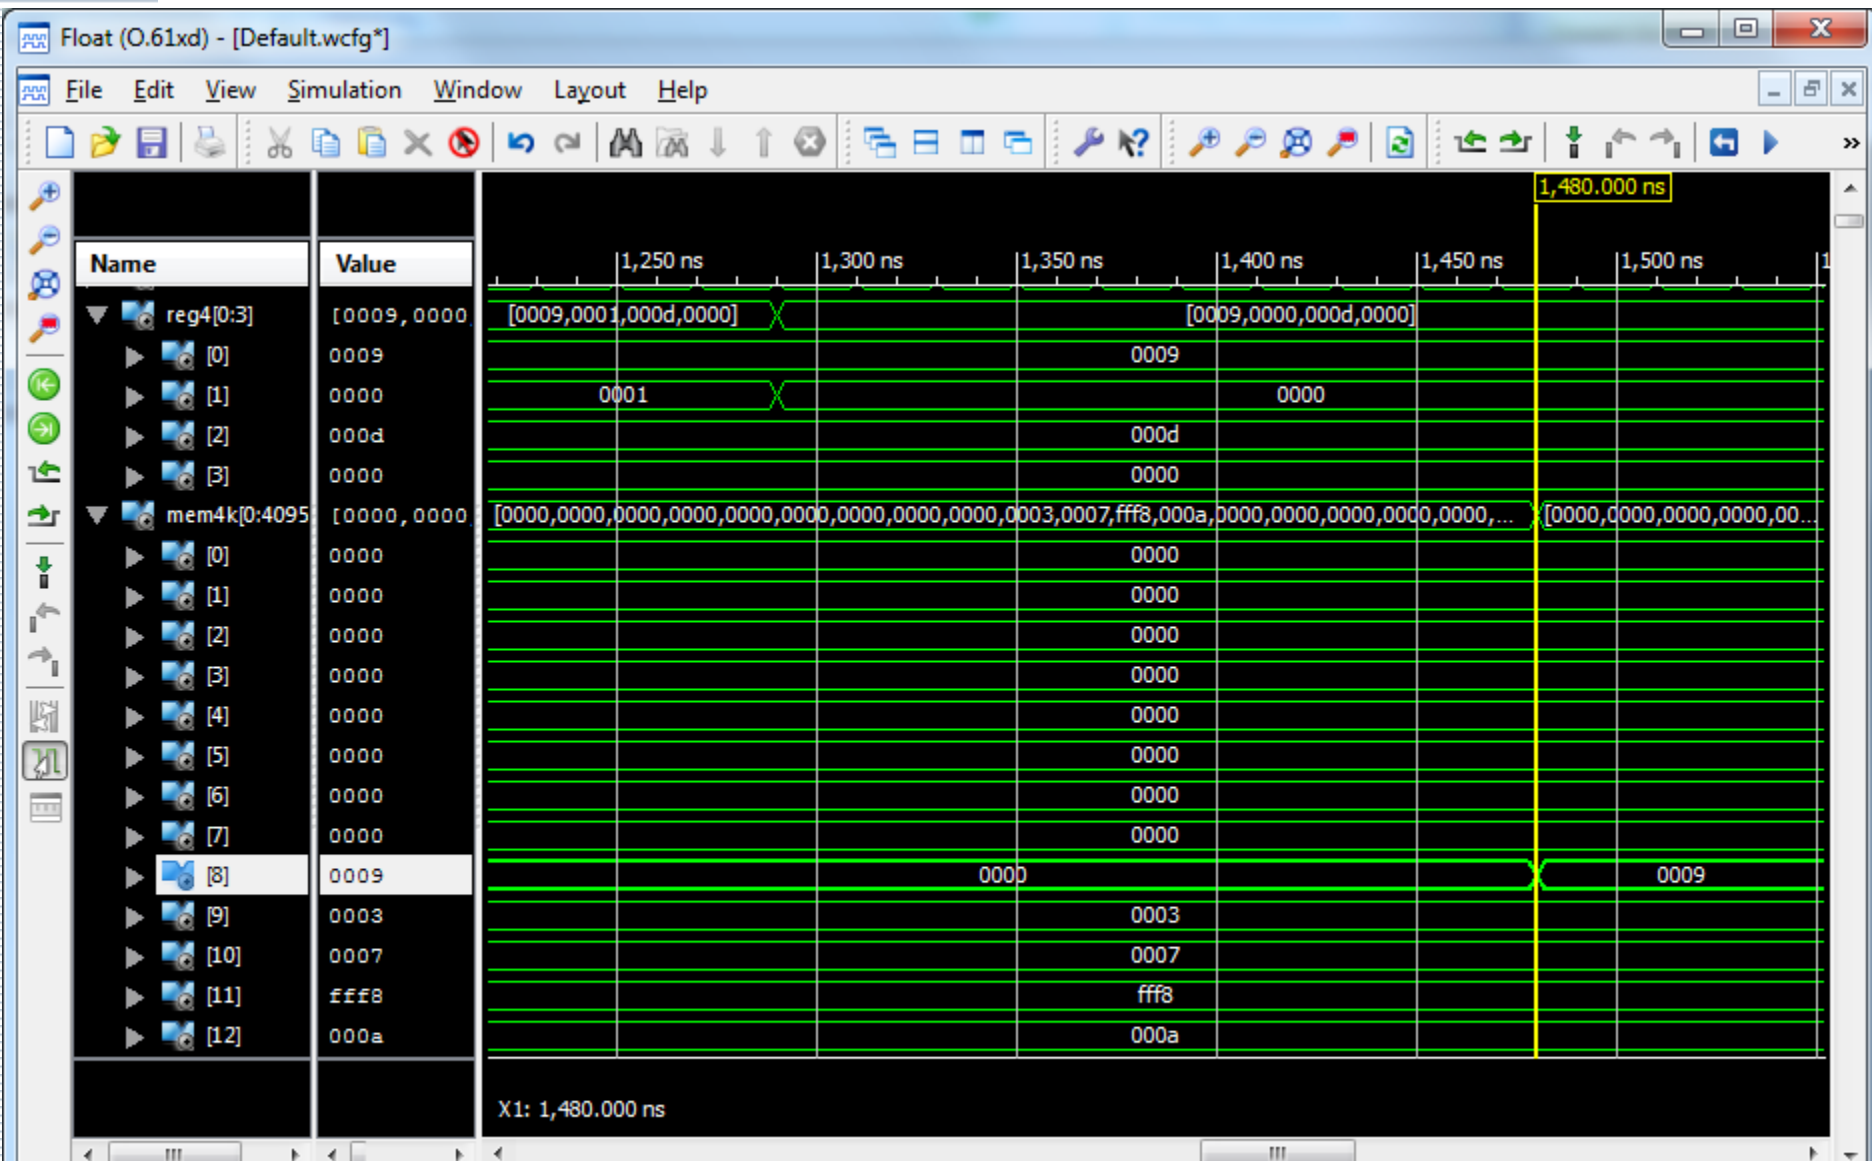 Float (O.61xd) - [Default.wcfg*]
File Edit View Simulation Window Layout Help
1,480.000 ns
Name Value 1,250 ns 1,300 ns 1,350 ns 1,400 ns 1,450 ns 1,500 ns 1
reg4[0:3] [0009,0000 [0009,0001,000d,0000] [0009,0000,000d,0000]
[0] 0009 0009
[1] 0000 0001 0000
[2] 000d 000d
[3] 0000 0000
mem4k[0:4095 [0000,0000 [0000,0000,0000,0000,0000,0000,0000,0000,0000,0003,0007,fff8,000a,0000,0000,0000,0000,0000,... [0000,0000,0000,0000,00...
[0] 0000 0000
[1] 0000 0000
[2] 0000 0000
[3] 0000 0000
[4] 0000 0000
[5] 0000 0000
[6] 0000 0000
[7] 0000 0000
[8] 0009 0000 0009
[9] 0003 0003
[10] 0007 0007
[11] fff8 fff8
[12] 000a 000a
X1: 1,480.000 ns